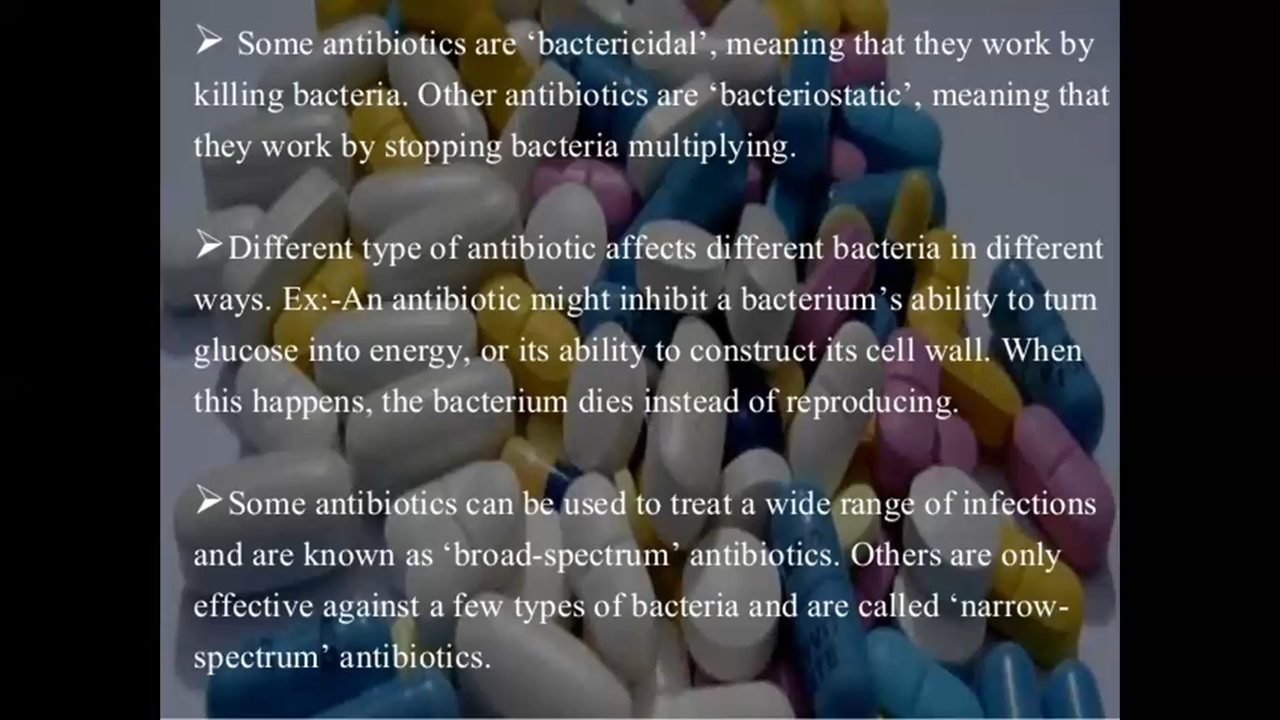 ➢ Some antibiotics are ‘bactericidal’, meaning that they work by
killing bacteria. Other antibiotics are ‘bacteriostatic’, meaning that
they work by stopping bacteria multiplying.
➢Different type of antibiotic affects different bacteria in different
ways. Ex:-An antibiotic might inhibit a bacterium’s ability to turn
glucose into energy, or its ability to construct its cell wall. When
this happens, the bacterium dies instead of reproducing.
➢Some antibiotics can be used to treat a wide range of infections
and are known as ‘broad-spectrum’ antibiotics. Others are only
effective against a few types of bacteria and are called ‘narrow-
spectrum’ antibiotics.